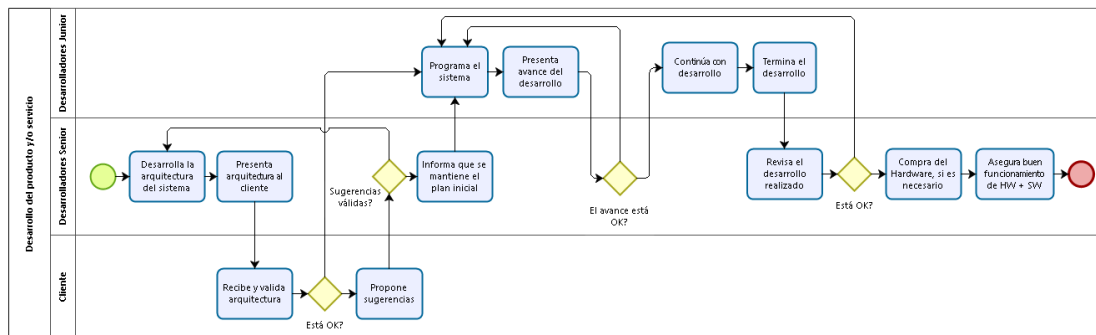 Desarrollo del producto y/o servicio
Desarrolladores Junior
Programa el
sistema
Presenta
avance del
desarrollo
Continúa con
desarrollo
Termina el
desarrollo
Desarrolladores Senior
Desarrolla la
arquitectura
del sistema
Presenta
arquitectura al
cliente
Sugerencias
válidas?
Informa que se
mantiene el
plan inicial
El avance está
OK?
Revisa el
desarrollo
realizado
Está OK?
Compra del
Hardware, si es
necesario
Asegura buen
funcionamiento
de HW + SW
Cliente
Recibe y valida
arquitectura
Está OK?
Propone
sugerencias